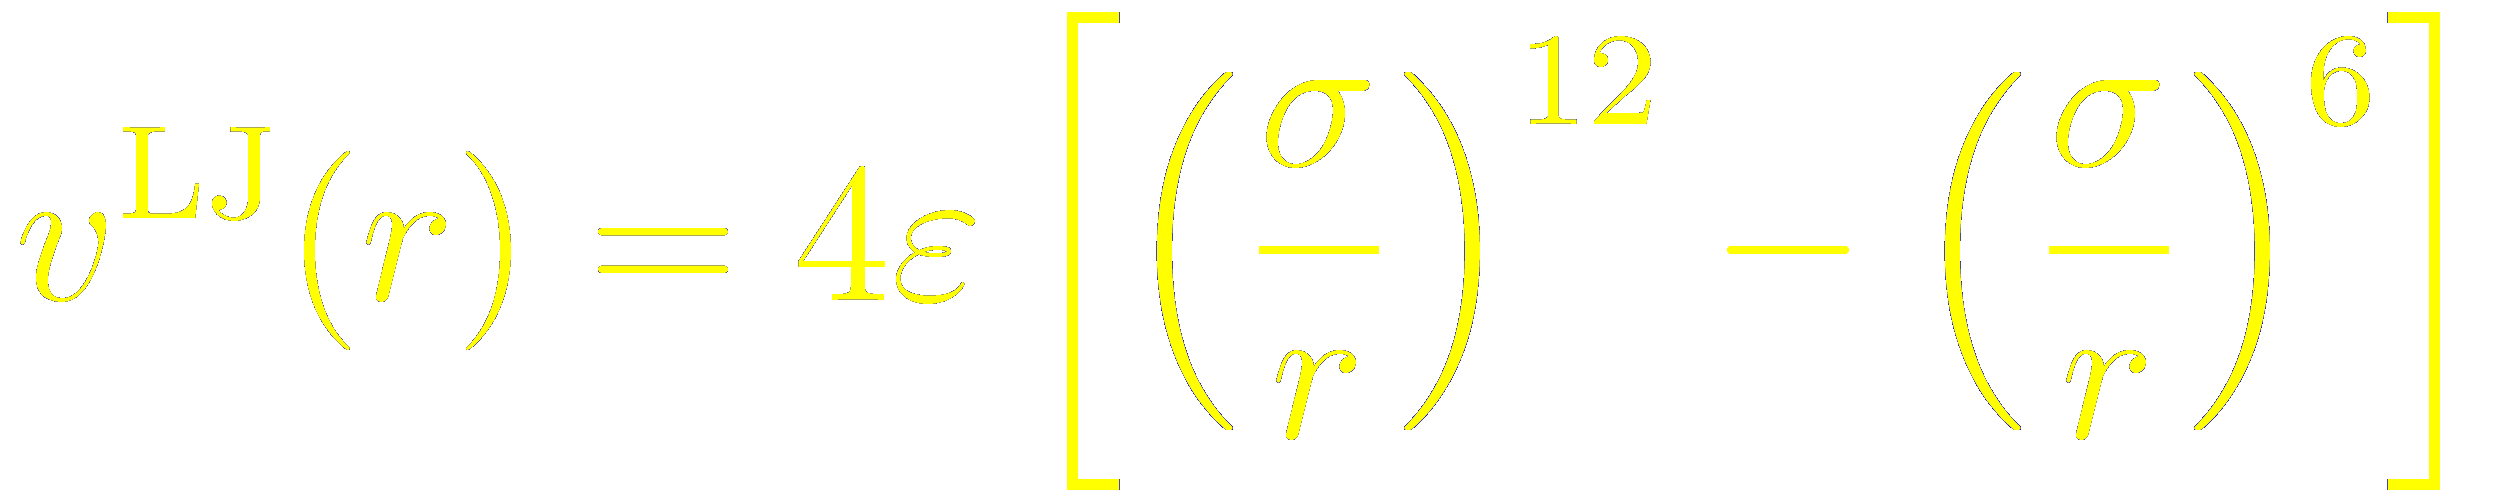 v^{LJ}(r) = 4ε [ (σ/r)^{12} − (σ/r)^{6} ]